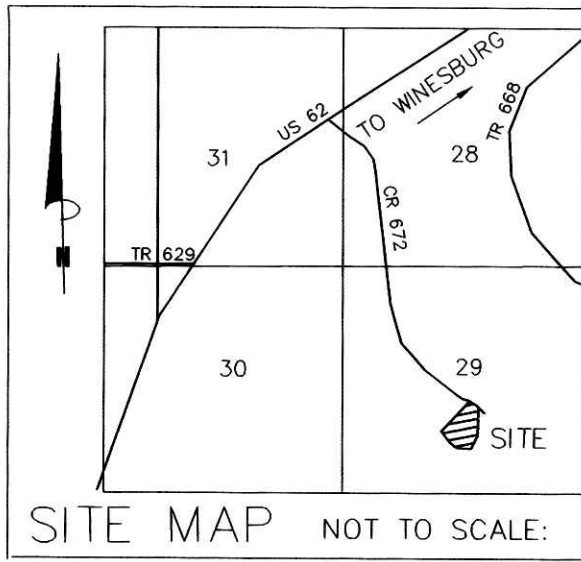 US 62
TO WINESBURG
TR 668
31
28
CR 672
TR 629
N
30
29
SITE
SITE MAP NOT TO SCALE: